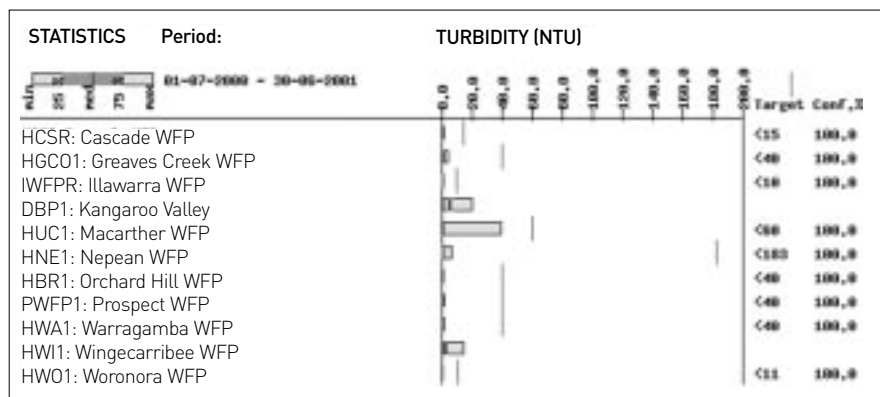 STATISTICS Period: TURBIDITY (NTU)
min 25 med 75 max 01-07-2000 - 30-06-2001
0,0 20,0 40,0 60,0 80,0 100,0 120,0 140,0 160,0 180,0 200,0 Target Conf,%
HCSR: Cascade WFP <15 100,0
HGCO1: Greaves Creek WFP <40 100,0
IWFPR: Illawarra WFP <10 100,0
DBP1: Kangaroo Valley
HUC1: Macarther WFP <60 100,0
HNE1: Nepean WFP <183 100,0
HBR1: Orchard Hill WFP <40 100,0
PWFP1: Prospect WFP <40 100,0
HWA1: Warragamba WFP <40 100,0
HWI1: Wingecarribee WFP
HWO1: Woronora WFP <11 100,0